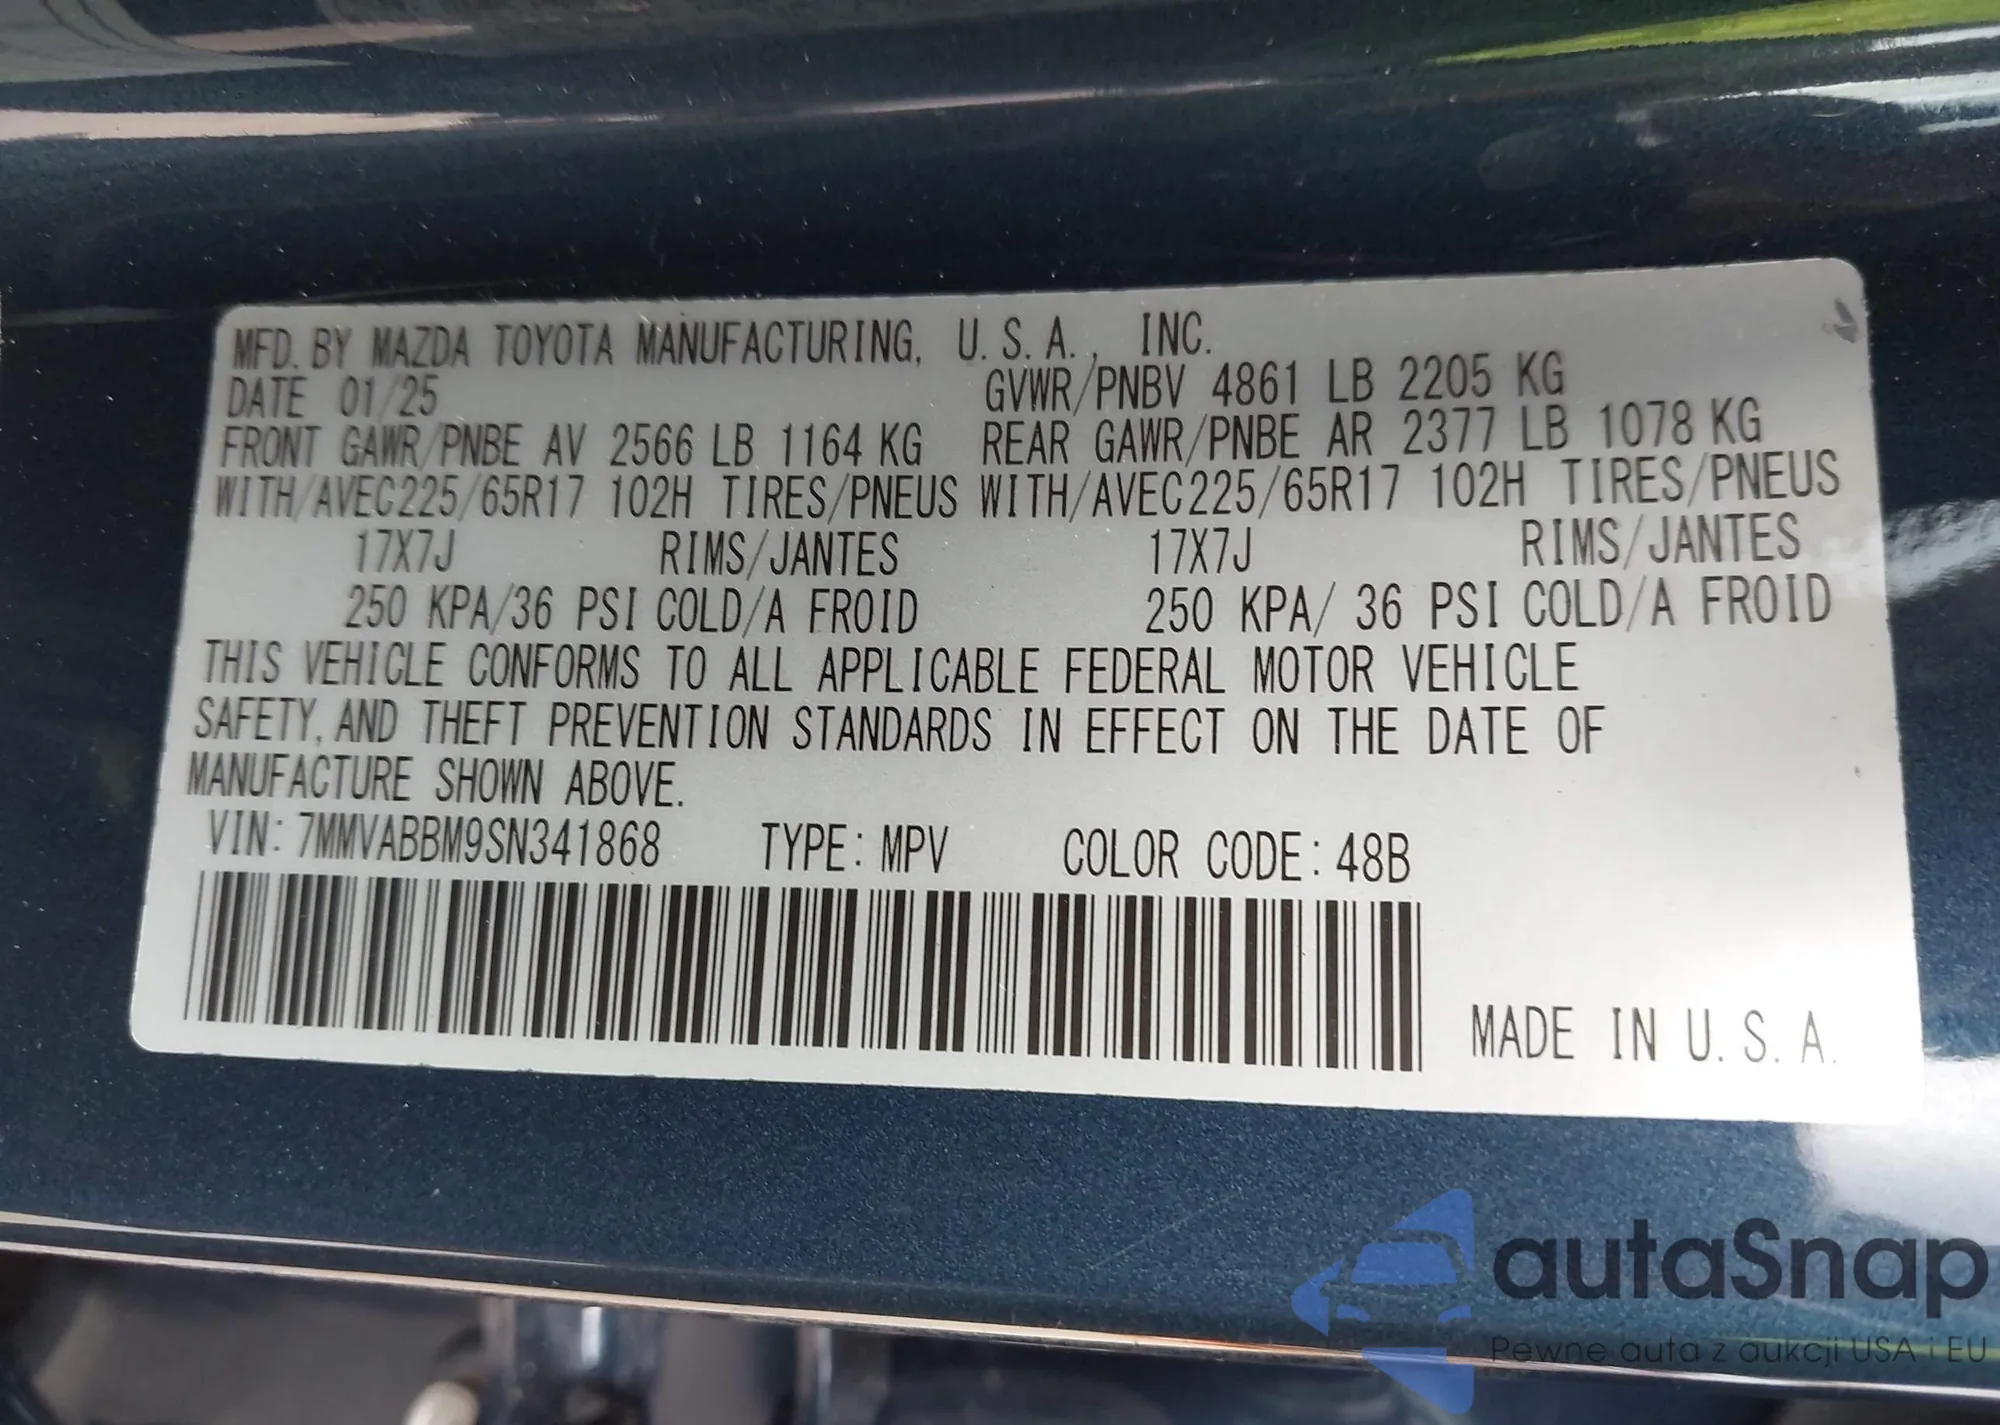 MFD. BY MAZDA TOYOTA MANUFACTURING, U.S.A., INC.
DATE 01/25 GVWR/PNBV 4861 LB 2205 KG
FRONT GAWR/PNBE AV 2566 LB 1164 KG REAR GAWR/PNBE AR 2377 LB 1078 KG
WITH/AVEC225/65R17 102H TIRES/PNEUS WITH/AVEC225/65R17 102H TIRES/PNEUS
17X7J RIMS/JANTES 17X7J RIMS/JANTES
250 KPA/36 PSI COLD/A FROID 250 KPA/ 36 PSI COLD/A FROID
THIS VEHICLE CONFORMS TO ALL APPLICABLE FEDERAL MOTOR VEHICLE
SAFETY, AND THEFT PREVENTION STANDARDS IN EFFECT ON THE DATE OF
MANUFACTURE SHOWN ABOVE.
VIN: 7MMVABBM9SN341868 TYPE: MPV COLOR CODE: 48B
MADE IN U.S.A.
autaSnap
Pewne auta z aukcji USA i EU